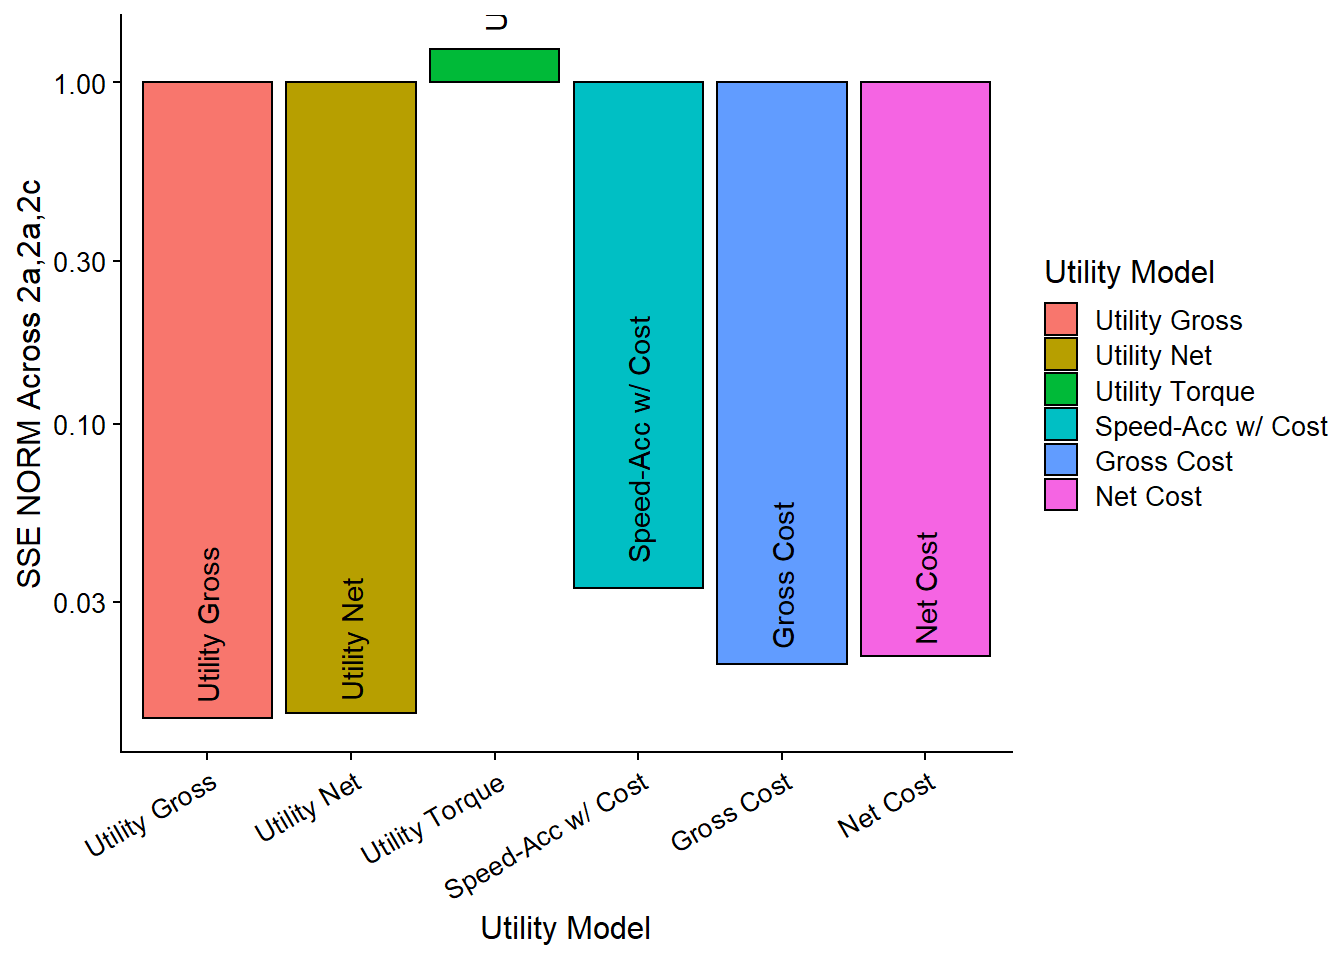 U
1.00
0.30
0.10
0.03
SSE NORM Across 2a,2a,2c
Utility Gross
Utility Net
Speed-Acc w/ Cost
Gross Cost
Net Cost
Utility Gross
Utility Net
Utility Torque
Speed-Acc w/ Cost
Gross Cost
Net Cost
Utility Model
Utility Model
Utility Gross
Utility Net
Utility Torque
Speed-Acc w/ Cost
Gross Cost
Net Cost